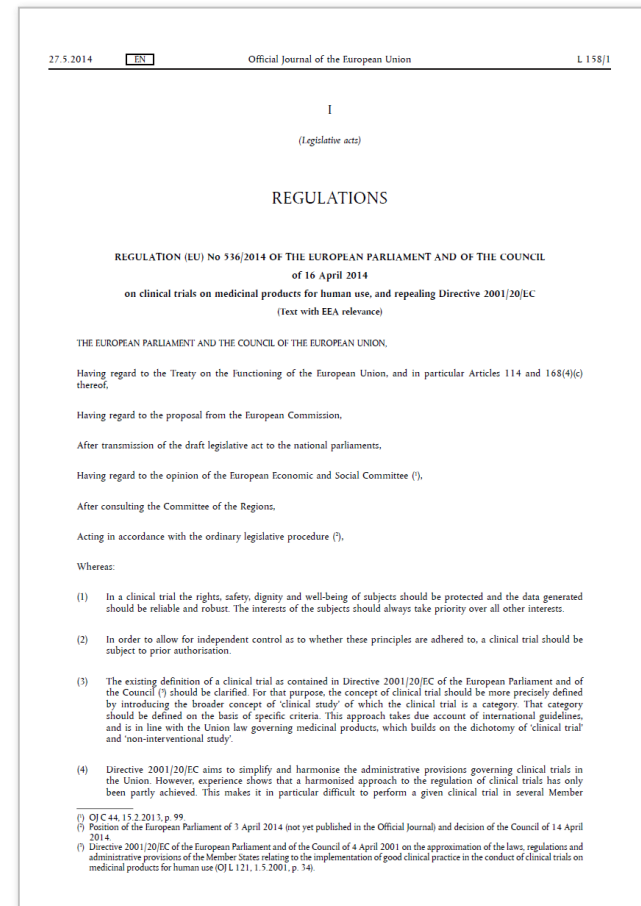 27.5.2014 EN Official Journal of the European Union L 158/1
I
(Legislative acts)
REGULATIONS
REGULATION (EU) No 536/2014 OF THE EUROPEAN PARLIAMENT AND OF THE COUNCIL
of 16 April 2014
on clinical trials on medicinal products for human use, and repealing Directive 2001/20/EC
(Text with EEA relevance)
THE EUROPEAN PARLIAMENT AND THE COUNCIL OF THE EUROPEAN UNION,
Having regard to the Treaty on the Functioning of the European Union, and in particular Articles 114 and 168(4)(c)
thereof,
Having regard to the proposal from the European Commission,
After transmission of the draft legislative act to the national parliaments,
Having regard to the opinion of the European Economic and Social Committee (¹),
After consulting the Committee of the Regions,
Acting in accordance with the ordinary legislative procedure (²),
Whereas:
(1) In a clinical trial the rights, safety, dignity and well-being of subjects should be protected and the data generated
should be reliable and robust. The interests of the subjects should always take priority over all other interests.
(2) In order to allow for independent control as to whether these principles are adhered to, a clinical trial should be
subject to prior authorisation.
(3) The existing definition of a clinical trial as contained in Directive 2001/20/EC of the European Parliament and of
the Council (³) should be clarified. For that purpose, the concept of clinical trial should be more precisely defined
by introducing the broader concept of ‘clinical study’ of which the clinical trial is a category. That category
should be defined on the basis of specific criteria. This approach takes due account of international guidelines,
and is in line with the Union law governing medicinal products, which builds on the dichotomy of ‘clinical trial’
and ‘non-interventional study’.
(4) Directive 2001/20/EC aims to simplify and harmonise the administrative provisions governing clinical trials in
the Union. However, experience shows that a harmonised approach to the regulation of clinical trials has only
been partly achieved. This makes it in particular difficult to perform a given clinical trial in several Member
(¹) OJ C 44, 15.2.2013, p. 99.
(²) Position of the European Parliament of 3 April 2014 (not yet published in the Official Journal) and decision of the Council of 14 April
2014.
(³) Directive 2001/20/EC of the European Parliament and of the Council of 4 April 2001 on the approximation of the laws, regulations and
administrative provisions of the Member States relating to the implementation of good clinical practice in the conduct of clinical trials on
medicinal products for human use (OJ L 121, 1.5.2001, p. 34).